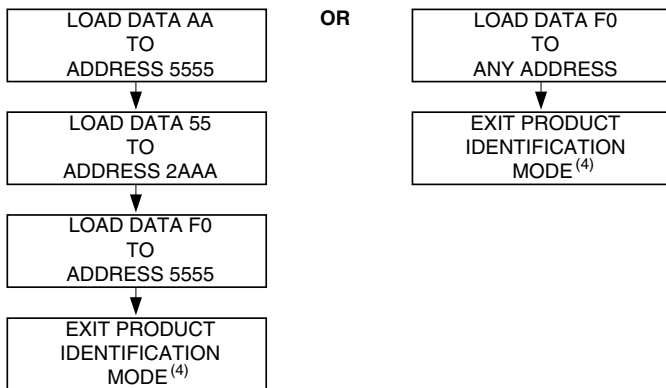 LOAD DATA AA
TO
ADDRESS 5555
LOAD DATA 55
TO
ADDRESS 2AAA
LOAD DATA F0
TO
ADDRESS 5555
EXIT PRODUCT
IDENTIFICATION
MODE(4)
OR
LOAD DATA F0
TO
ANY ADDRESS
EXIT PRODUCT
IDENTIFICATION
MODE(4)